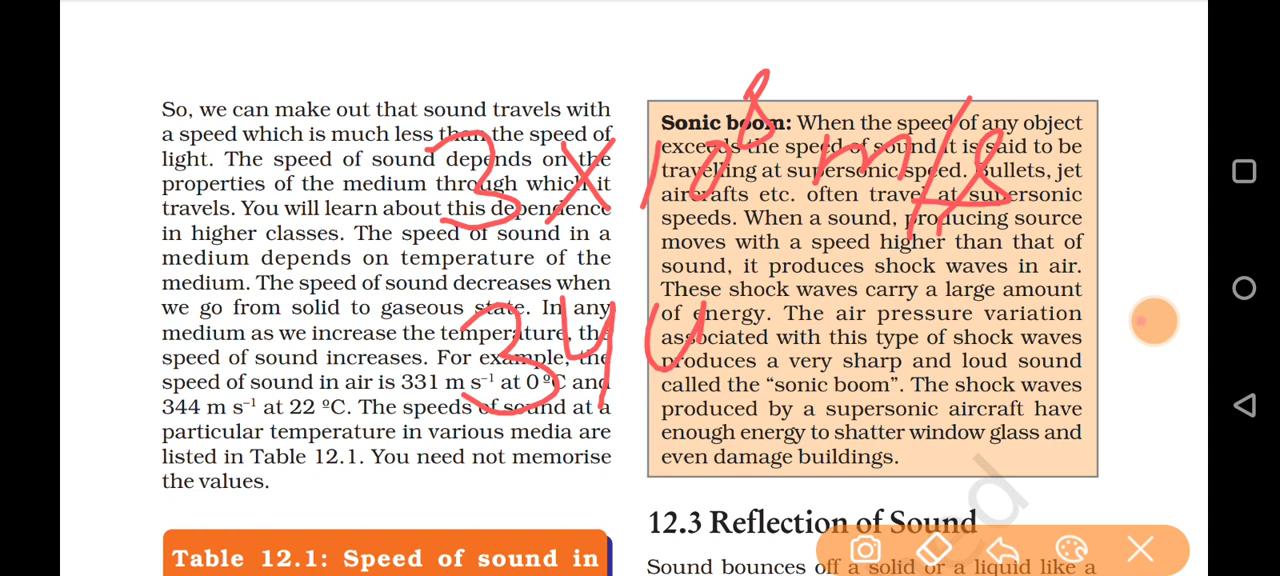 So, we can make out that sound travels with
a speed which is much less than the speed of
light. The speed of sound depends on the
properties of the medium through which it
travels. You will learn about this dependence
in higher classes. The speed of sound in a
medium depends on temperature of the
medium. The speed of sound decreases when
we go from solid to gaseous state. In any
medium as we increase the temperature, the
speed of sound increases. For example, the
speed of sound in air is 331 m s⁻¹ at 0 ºC and
344 m s⁻¹ at 22 ºC. The speeds of sound at a
particular temperature in various media are
listed in Table 12.1. You need not memorise
the values.
Table 12.1: Speed of sound in
Sonic boom: When the speed of any object
exceeds the speed of sound it is said to be
travelling at supersonic speed. Bullets, jet
aircrafts etc. often travel at supersonic
speeds. When a sound, producing source
moves with a speed higher than that of
sound, it produces shock waves in air.
These shock waves carry a large amount
of energy. The air pressure variation
associated with this type of shock waves
produces a very sharp and loud sound
called the “sonic boom”. The shock waves
produced by a supersonic aircraft have
enough energy to shatter window glass and
even damage buildings.
12.3 Reflection of Sound
Sound bounces off a solid or a liquid like a
3×10⁸ m/s